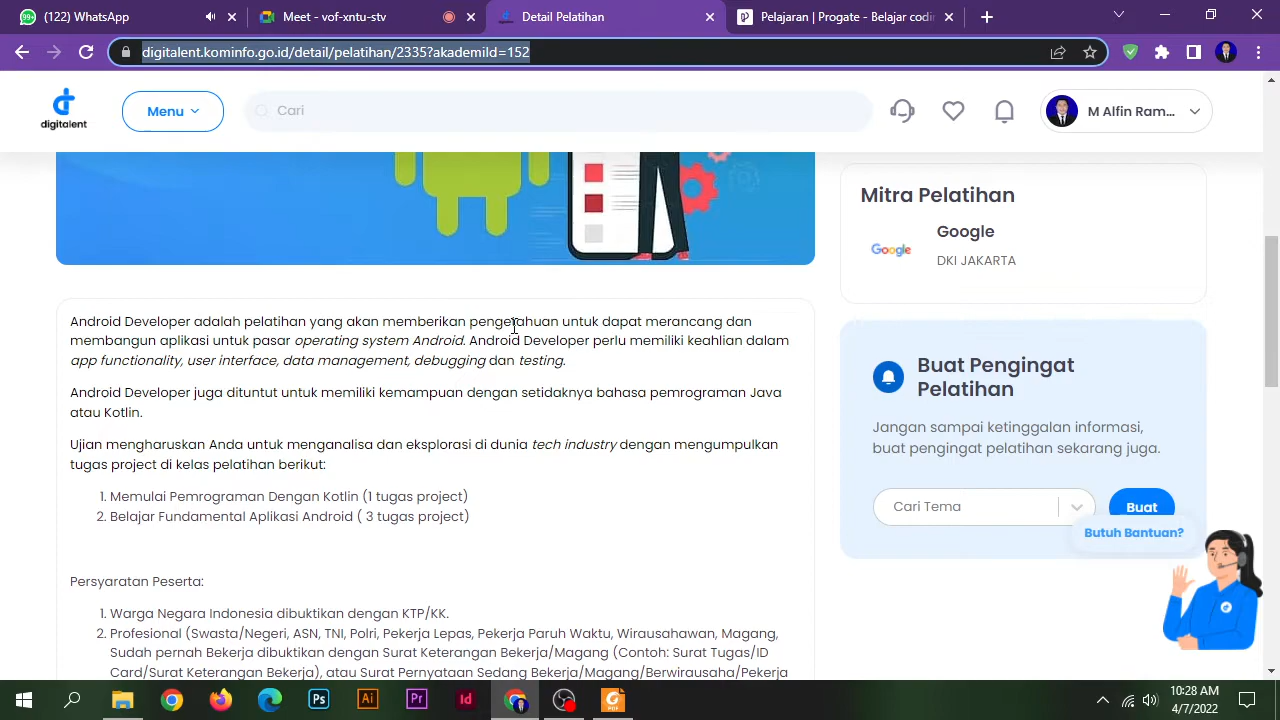 99+
(122) WhatsApp
Meet - vof-xntu-stv
Detail Pelatihan
Pelajaran | Progate - Belajar codin
digitalent.kominfo.go.id/detail/pelatihan/2335?akademiId=152
digitalent
Menu
Cari
M Alfin Ram...
Mitra Pelatihan
Google
Google
DKI JAKARTA
Android Developer adalah pelatihan yang akan memberikan pengetahuan untuk dapat merancang dan
membangun aplikasi untuk pasar operating system Android. Android Developer perlu memiliki keahlian dalam
app functionality, user interface, data management, debugging dan testing.
Android Developer juga dituntut untuk memiliki kemampuan dengan setidaknya bahasa pemrograman Java
atau Kotlin.
Ujian mengharuskan Anda untuk menganalisa dan eksplorasi di dunia tech industry dengan mengumpulkan
tugas project di kelas pelatihan berikut:
1. Memulai Pemrograman Dengan Kotlin (1 tugas project)
2. Belajar Fundamental Aplikasi Android ( 3 tugas project)
Persyaratan Peserta:
1. Warga Negara Indonesia dibuktikan dengan KTP/KK.
2. Profesional (Swasta/Negeri, ASN, TNI, Polri, Pekerja Lepas, Pekerja Paruh Waktu, Wirausahawan, Magang,
Sudah pernah Bekerja dibuktikan dengan Surat Keterangan Bekerja/Magang (Contoh: Surat Tugas/ID
Card/Surat Keterangan Bekerja), atau Surat Pernyataan Sedang Bekerja/Magang/Berwirausaha/Pekerja
Buat Pengingat
Pelatihan
Jangan sampai ketinggalan informasi,
buat pengingat pelatihan sekarang juga.
Cari Tema
Buat
Butuh Bantuan?
Ps
Ai
Pr
Id
PDF
10:28 AM
4/7/2022